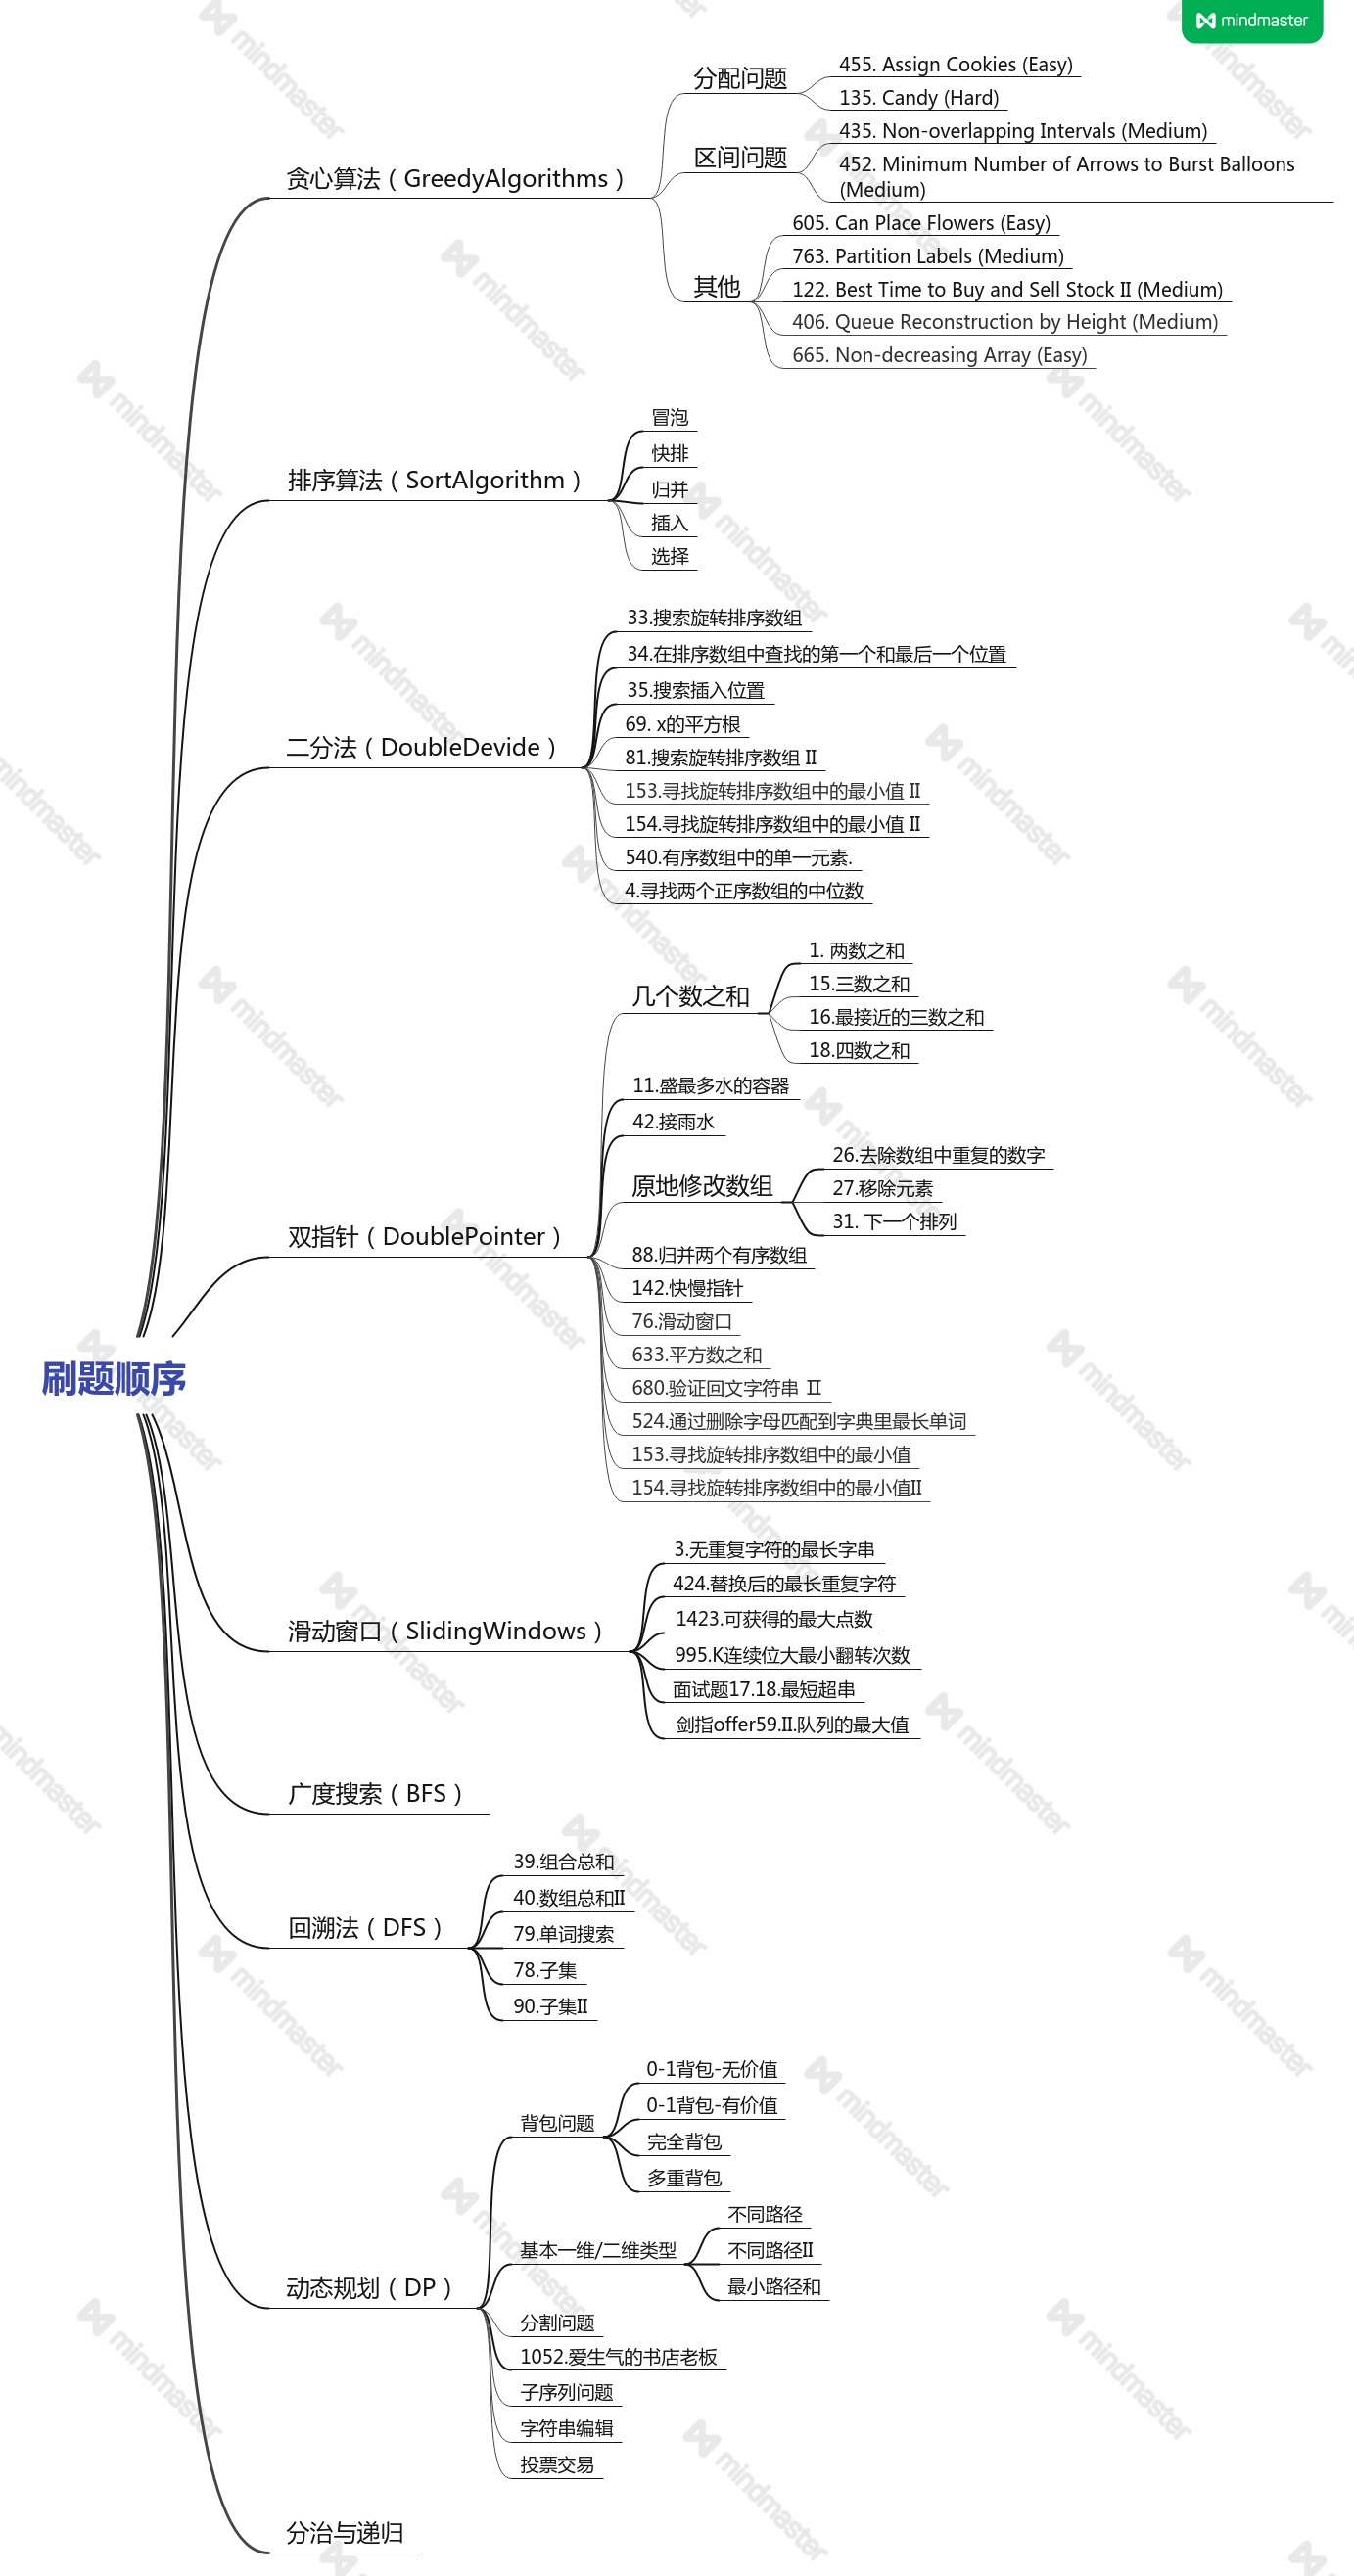 mindmaster
刷题顺序
贪心算法（GreedyAlgorithms）
分配问题
455. Assign Cookies (Easy)
135. Candy (Hard)
区间问题
435. Non-overlapping Intervals (Medium)
452. Minimum Number of Arrows to Burst Balloons
(Medium)
其他
605. Can Place Flowers (Easy)
763. Partition Labels (Medium)
122. Best Time to Buy and Sell Stock II (Medium)
406. Queue Reconstruction by Height (Medium)
665. Non-decreasing Array (Easy)
排序算法（SortAlgorithm）
冒泡
快排
归并
插入
选择
二分法（DoubleDevide）
33.搜索旋转排序数组
34.在排序数组中查找的第一个和最后一个位置
35.搜索插入位置
69. x的平方根
81.搜索旋转排序数组 II
153.寻找旋转排序数组中的最小值 II
154.寻找旋转排序数组中的最小值 II
540.有序数组中的单一元素.
4.寻找两个正序数组的中位数
双指针（DoublePointer）
几个数之和
1. 两数之和
15.三数之和
16.最接近的三数之和
18.四数之和
11.盛最多水的容器
42.接雨水
原地修改数组
26.去除数组中重复的数字
27.移除元素
31. 下一个排列
88.归并两个有序数组
142.快慢指针
76.滑动窗口
633.平方数之和
680.验证回文字符串 Ⅱ
524.通过删除字母匹配到字典里最长单词
153.寻找旋转排序数组中的最小值
154.寻找旋转排序数组中的最小值II
滑动窗口（SlidingWindows）
3.无重复字符的最长字串
424.替换后的最长重复字符
1423.可获得的最大点数
995.K连续位大最小翻转次数
面试题17.18.最短超串
剑指offer59.II.队列的最大值
广度搜索（BFS）
回溯法（DFS）
39.组合总和
40.数组总和II
79.单词搜索
78.子集
90.子集II
动态规划（DP）
背包问题
0-1背包-无价值
0-1背包-有价值
完全背包
多重背包
基本一维/二维类型
不同路径
不同路径II
最小路径和
分割问题
1052.爱生气的书店老板
子序列问题
字符串编辑
投票交易
分治与递归